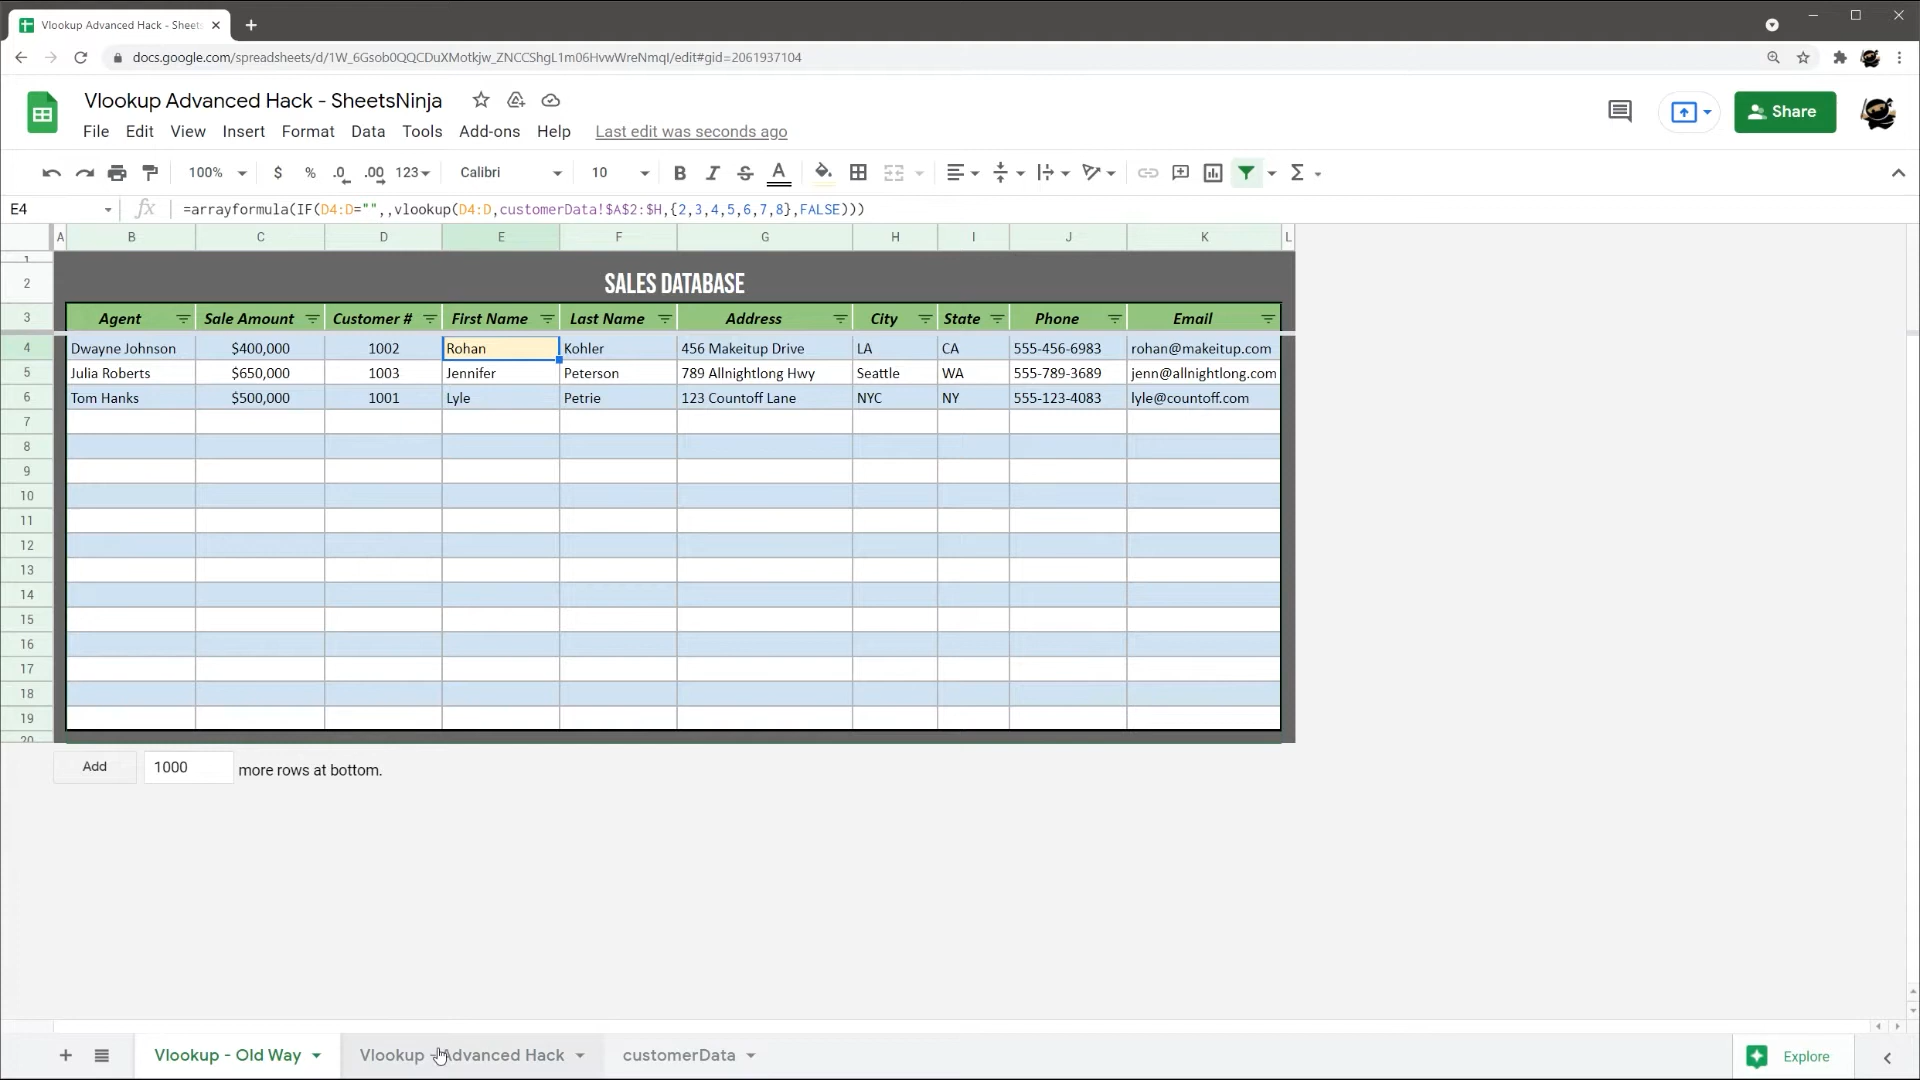 Vlookup Advanced Hack - Sheets
docs.google.com/spreadsheets/d/1W_6Gsob0QQCDuXMotkjw_ZNCCShgL1m06HvwWreNmqI/edit#gid=2061937104
Vlookup Advanced Hack - SheetsNinja
Share
File Edit View Insert Format Data Tools Add-ons Help Last edit was seconds ago
100% $ % .0 .00 123 Calibri 10 B I S A Σ
E4 fx =arrayformula(IF(D4:D="",,vlookup(D4:D,customerData!$A$2:$H,{2,3,4,5,6,7,8},FALSE)))
A B C D E F G H I J K L
1
2 SALES DATABASE
3 Agent Sale Amount Customer # First Name Last Name Address City State Phone Email
4 Dwayne Johnson $400,000 1002 Rohan Kohler 456 Makeitup Drive LA CA 555-456-6983 rohan@makeitup.com
5 Julia Roberts $650,000 1003 Jennifer Peterson 789 Allnightlong Hwy Seattle WA 555-789-3689 jenn@allnightlong.com
6 Tom Hanks $500,000 1001 Lyle Petrie 123 Countoff Lane NYC NY 555-123-4083 lyle@countoff.com
7
8
9
10
11
12
13
14
15
16
17
18
19
20
Add 1000 more rows at bottom.
Vlookup - Old Way Vlookup - Advanced Hack customerData Explore